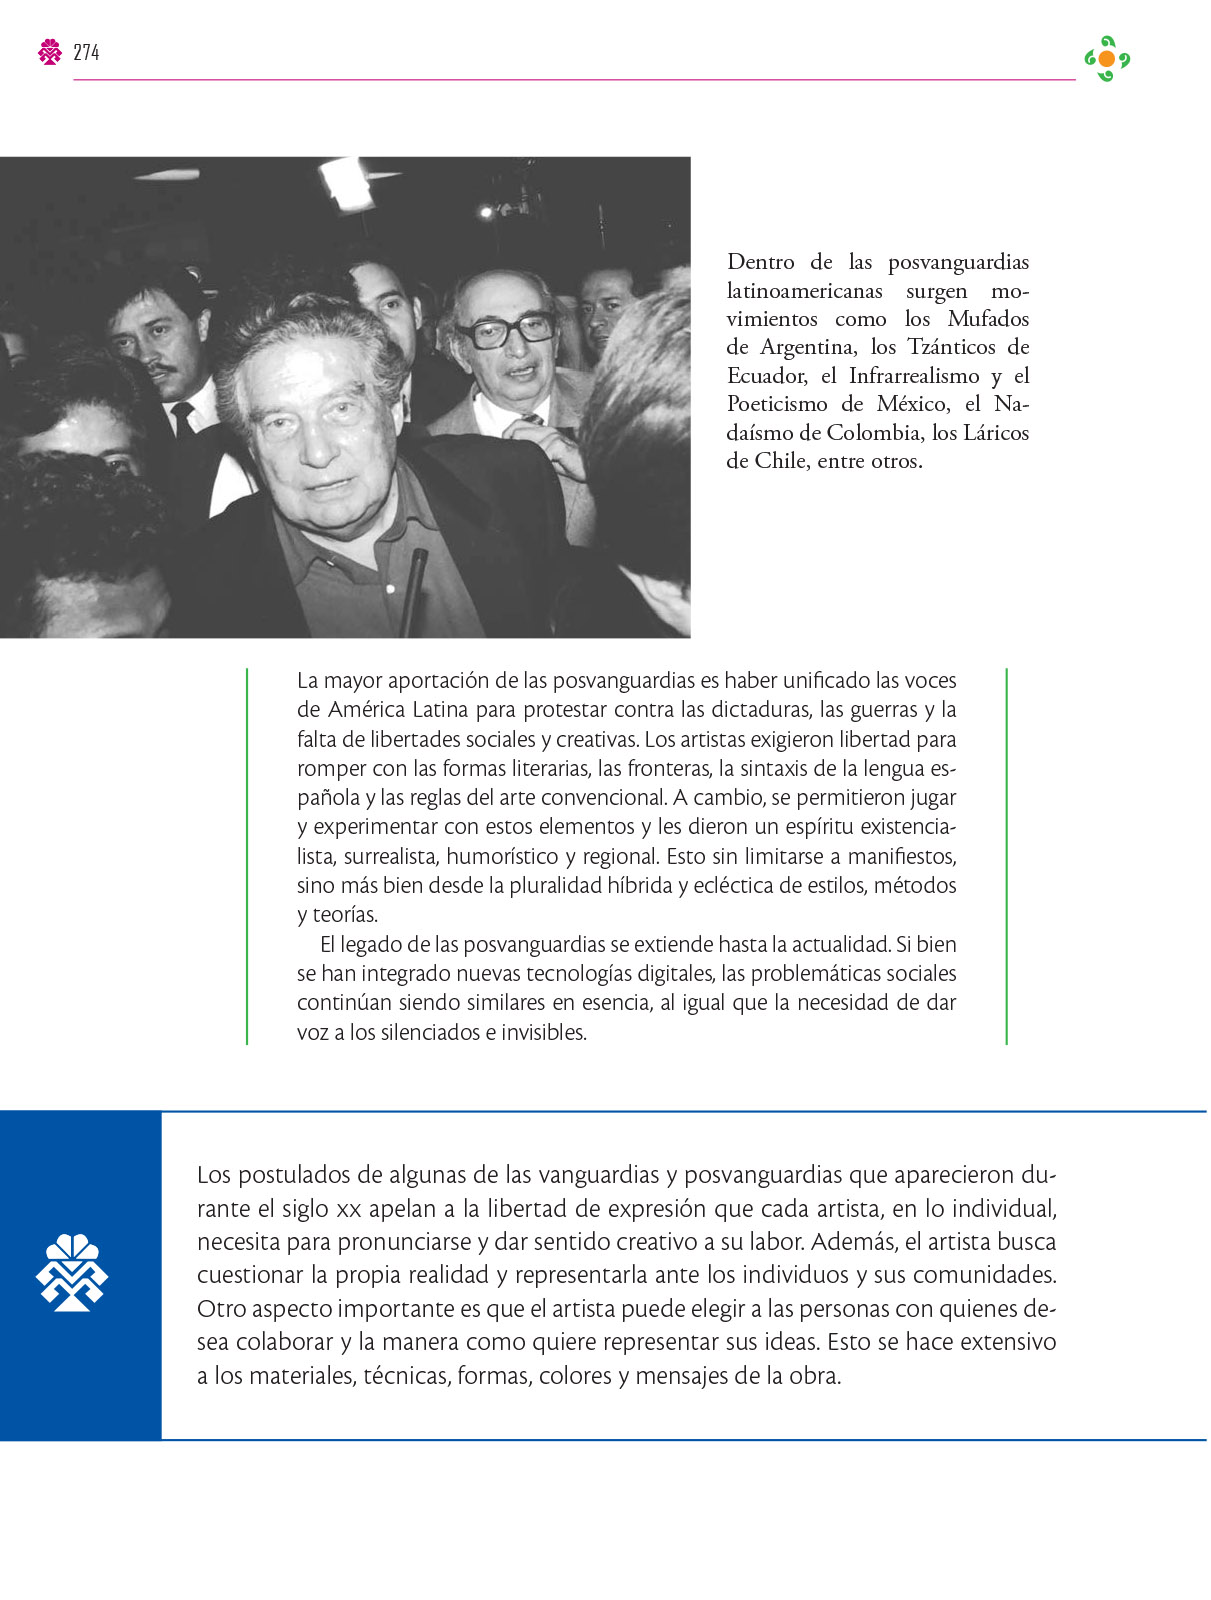 274
Dentro de las posvanguardias
latinoamericanas surgen mo-
vimientos como los Mufados
de Argentina, los Tzánticos de
Ecuador, el Infrarrealismo y el
Poeticismo de México, el Na-
daísmo de Colombia, los Láricos
de Chile, entre otros.
La mayor aportación de las posvanguardias es haber unificado las voces
de América Latina para protestar contra las dictaduras, las guerras y la
falta de libertades sociales y creativas. Los artistas exigieron libertad para
romper con las formas literarias, las fronteras, la sintaxis de la lengua es-
pañola y las reglas del arte convencional. A cambio, se permitieron jugar
y experimentar con estos elementos y les dieron un espíritu existencia-
lista, surrealista, humorístico y regional. Esto sin limitarse a manifiestos,
sino más bien desde la pluralidad híbrida y ecléctica de estilos, métodos
y teorías.
El legado de las posvanguardias se extiende hasta la actualidad. Si bien
se han integrado nuevas tecnologías digitales, las problemáticas sociales
continúan siendo similares en esencia, al igual que la necesidad de dar
voz a los silenciados e invisibles.
Los postulados de algunas de las vanguardias y posvanguardias que aparecieron du-
rante el siglo XX apelan a la libertad de expresión que cada artista, en lo individual,
necesita para pronunciarse y dar sentido creativo a su labor. Además, el artista busca
cuestionar la propia realidad y representarla ante los individuos y sus comunidades.
Otro aspecto importante es que el artista puede elegir a las personas con quienes de-
sea colaborar y la manera como quiere representar sus ideas. Esto se hace extensivo
a los materiales, técnicas, formas, colores y mensajes de la obra.